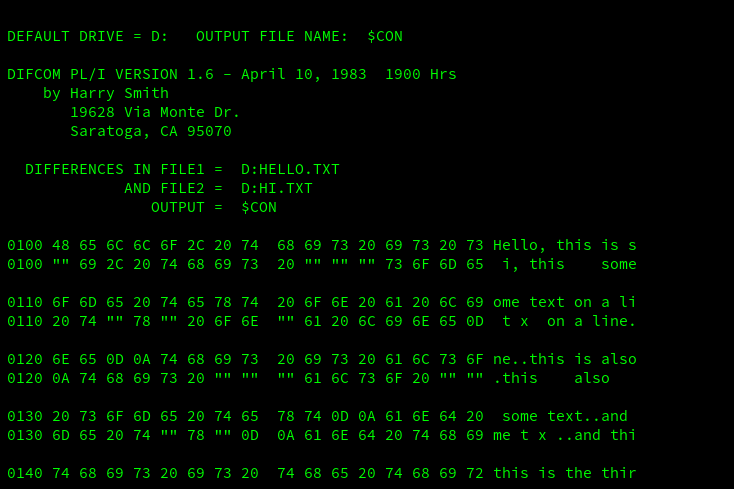 DEFAULT DRIVE = D:   OUTPUT FILE NAME:  $CON

DIFCOM PL/I VERSION 1.6 – April 10, 1983  1900 Hrs
    by Harry Smith
       19628 Via Monte Dr.
       Saratoga, CA 95070

  DIFFERENCES IN FILE1 =  D:HELLO.TXT
             AND FILE2 =  D:HI.TXT
                OUTPUT =  $CON

0100 48 65 6C 6C 6F 2C 20 74  68 69 73 20 69 73 20 73 Hello, this is s
0100 "" 69 2C 20 74 68 69 73  20 "" "" "" 73 6F 6D 65  i, this    some

0110 6F 6D 65 20 74 65 78 74  20 6F 6E 20 61 20 6C 69 ome text on a li
0110 20 74 "" 78 "" 20 6F 6E  "" 61 20 6C 69 6E 65 0D  t x  on a line.

0120 6E 65 0D 0A 74 68 69 73  20 69 73 20 61 6C 73 6F ne..this is also
0120 0A 74 68 69 73 20 "" ""  "" 61 6C 73 6F 20 "" "" .this    also

0130 20 73 6F 6D 65 20 74 65  78 74 0D 0A 61 6E 64 20  some text..and
0130 6D 65 20 74 "" 78 "" 0D  0A 61 6E 64 20 74 68 69 me t x ..and thi

0140 74 68 69 73 20 69 73 20  74 68 65 20 74 68 69 72 this is the thir